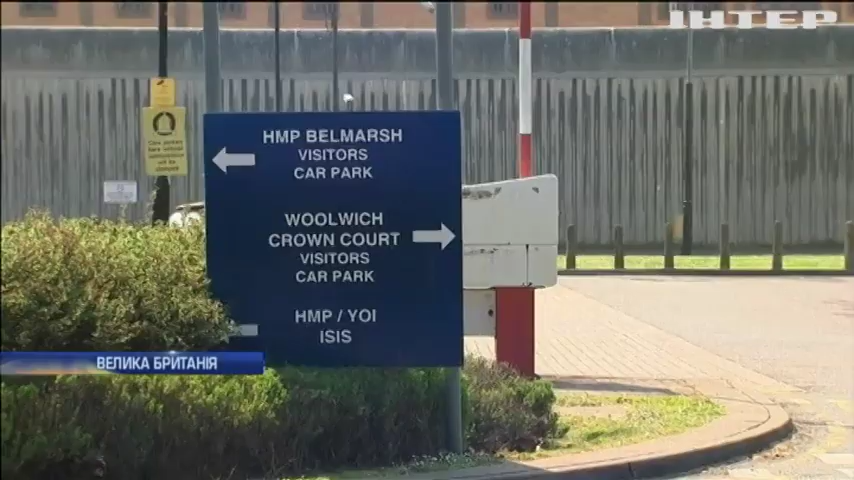 ІНТЕР
HMP BELMARSH
VISITORS
CAR PARK
WOOLWICH
CROWN COURT
VISITORS
CAR PARK
HMP / YOI
ISIS
ВЕЛИКА БРИТАНІЯ